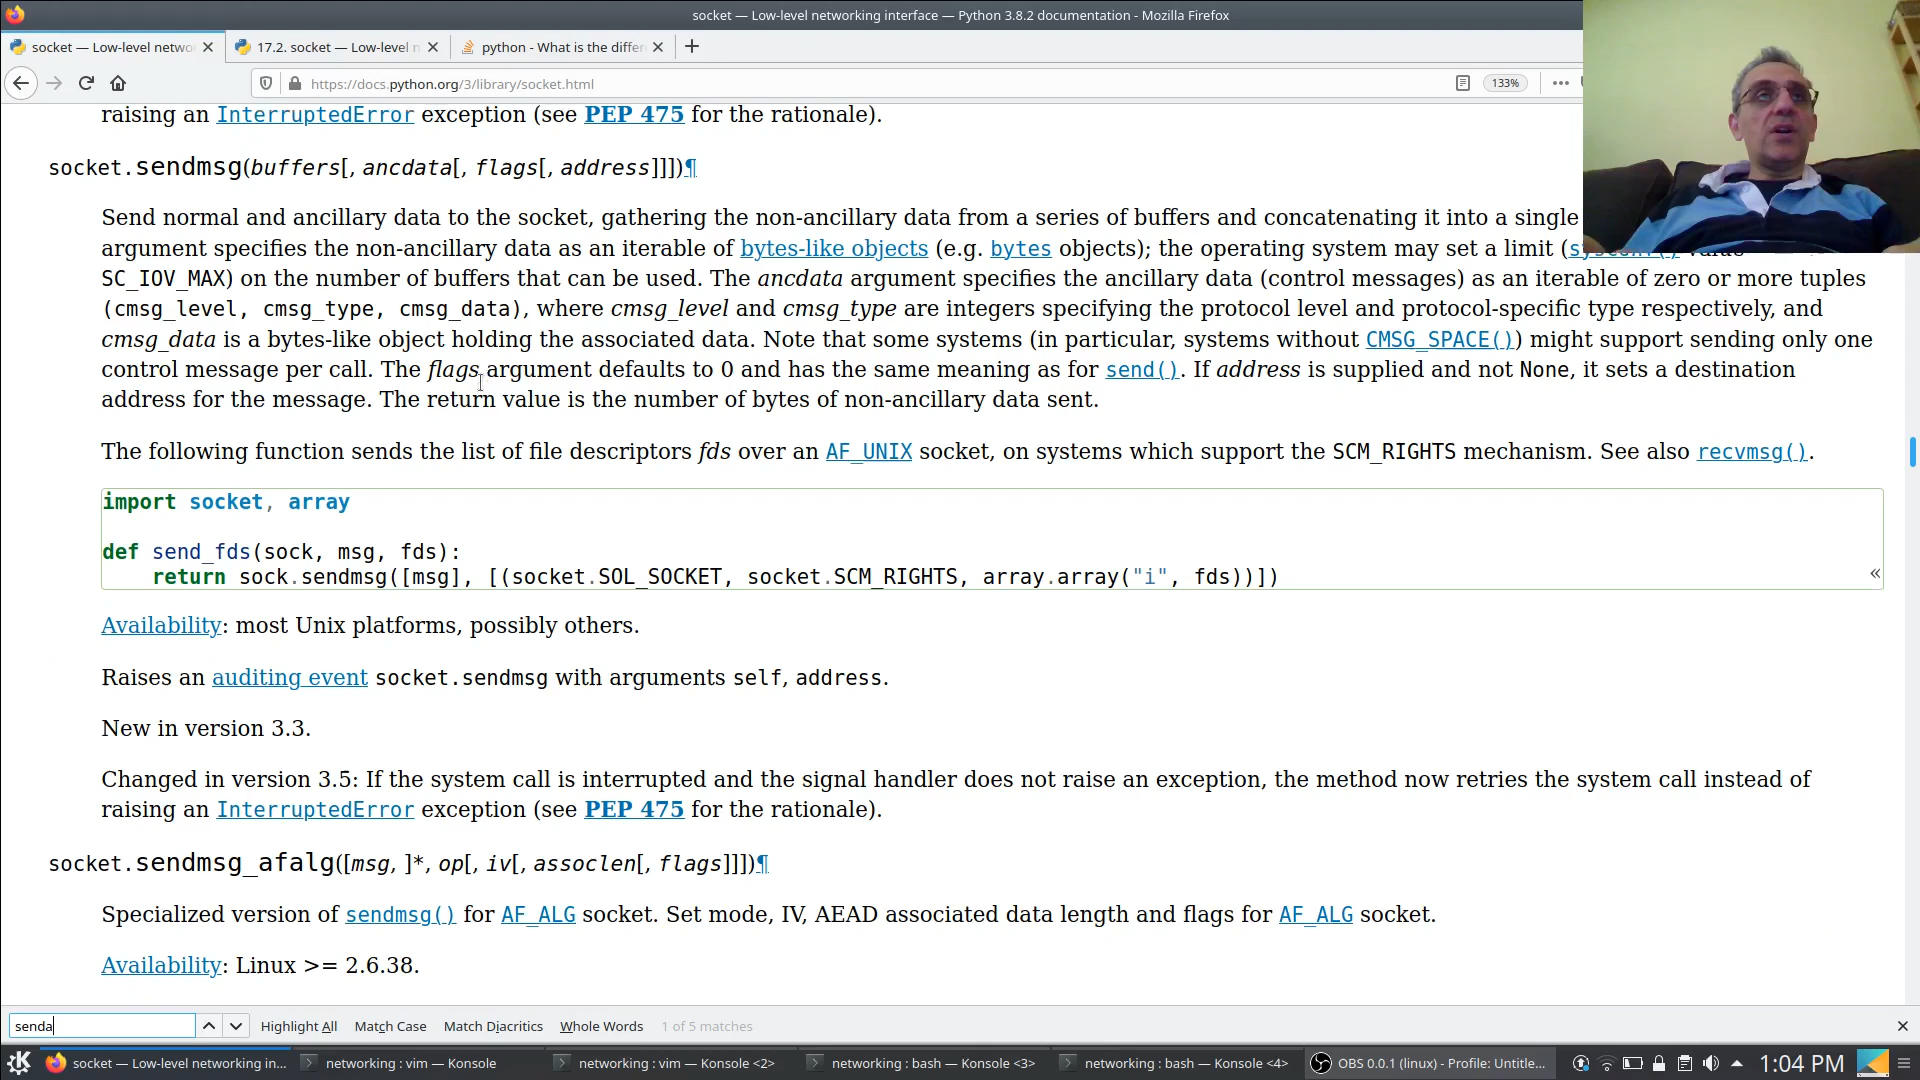 socket — Low-level networking interface — Python 3.8.2 documentation - Mozilla Firefox
socket — Low-level netwo
17.2. socket — Low-level n
python - What is the differ
https://docs.python.org/3/library/socket.html
133%
raising an InterruptedError exception (see PEP 475 for the rationale).
socket.sendmsg(buffers[, ancdata[, flags[, address]]])¶
Send normal and ancillary data to the socket, gathering the non-ancillary data from a series of buffers and concatenating it into a single
argument specifies the non-ancillary data as an iterable of bytes-like objects (e.g. bytes objects); the operating system may set a limit (
SC_IOV_MAX) on the number of buffers that can be used. The ancdata argument specifies the ancillary data (control messages) as an iterable of zero or more tuples
(cmsg_level, cmsg_type, cmsg_data), where cmsg_level and cmsg_type are integers specifying the protocol level and protocol-specific type respectively, and
cmsg_data is a bytes-like object holding the associated data. Note that some systems (in particular, systems without CMSG_SPACE()) might support sending only one
control message per call. The flags argument defaults to 0 and has the same meaning as for send(). If address is supplied and not None, it sets a destination
address for the message. The return value is the number of bytes of non-ancillary data sent.
The following function sends the list of file descriptors fds over an AF_UNIX socket, on systems which support the SCM_RIGHTS mechanism. See also recvmsg().
import socket, array
def send_fds(sock, msg, fds):
    return sock.sendmsg([msg], [(socket.SOL_SOCKET, socket.SCM_RIGHTS, array.array("i", fds))])
«
Availability: most Unix platforms, possibly others.
Raises an auditing event socket.sendmsg with arguments self, address.
New in version 3.3.
Changed in version 3.5: If the system call is interrupted and the signal handler does not raise an exception, the method now retries the system call instead of
raising an InterruptedError exception (see PEP 475 for the rationale).
socket.sendmsg_afalg([msg, ]*, op[, iv[, assoclen[, flags]]])¶
Specialized version of sendmsg() for AF_ALG socket. Set mode, IV, AEAD associated data length and flags for AF_ALG socket.
Availability: Linux >= 2.6.38.
senda
Highlight All
Match Case
Match Diacritics
Whole Words
1 of 5 matches
socket — Low-level networking in...
networking : vim — Konsole
networking : vim — Konsole <2>
networking : bash — Konsole <3>
networking : bash — Konsole <4>
OBS 0.0.1 (linux) - Profile: Untitle...
1:04 PM